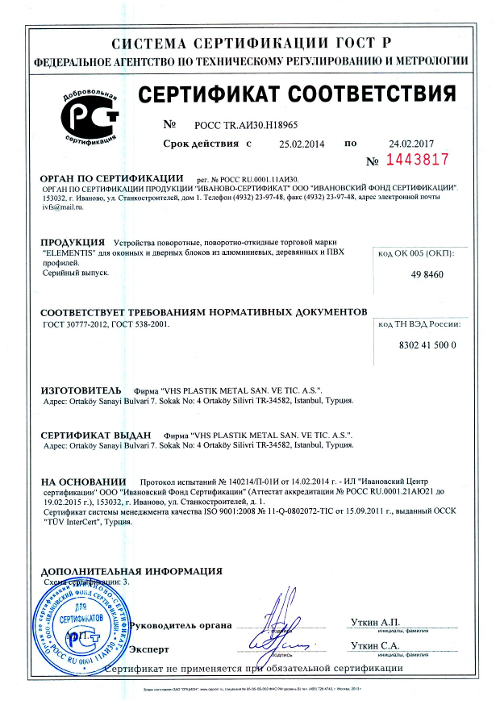 СИСТЕМА СЕРТИФИКАЦИИ ГОСТ Р
ФЕДЕРАЛЬНОЕ АГЕНТСТВО ПО ТЕХНИЧЕСКОМУ РЕГУЛИРОВАНИЮ И МЕТРОЛОГИИ
Добровольная
сертификация
СЕРТИФИКАТ СООТВЕТСТВИЯ
№ РОСС TR.АИ30.Н18965
Срок действия с 25.02.2014 по 24.02.2017
№ 1443817
ОРГАН ПО СЕРТИФИКАЦИИ рег. № РОСС RU.0001.11АИ30.
ОРГАН ПО СЕРТИФИКАЦИИ ПРОДУКЦИИ "ИВАНОВО-СЕРТИФИКАТ" ООО "ИВАНОВСКИЙ ФОНД СЕРТИФИКАЦИИ".
153032, г. Иваново, ул. Станкостроителей, дом 1. Телефон (4932) 23-97-48, факс (4932) 23-97-48, адрес электронной почты
ivfs@mail.ru.
ПРОДУКЦИЯ Устройства поворотные, поворотно-откидные торговой марки
"ELEMENTIS" для оконных и дверных блоков из алюминиевых, деревянных и ПВХ
профилей.
Серийный выпуск.
код ОК 005 (ОКП):
49 8460
СООТВЕТСТВУЕТ ТРЕБОВАНИЯМ НОРМАТИВНЫХ ДОКУМЕНТОВ
ГОСТ 30777-2012, ГОСТ 538-2001.
код ТН ВЭД России:
8302 41 500 0
ИЗГОТОВИТЕЛЬ Фирма "VHS PLASTIK METAL SAN. VE TIC. A.S.".
Адрес: Ortaköy Sanayi Bulvari 7. Sokak No: 4 Ortaköy Silivri TR-34582, Istanbul, Турция.
СЕРТИФИКАТ ВЫДАН Фирма "VHS PLASTIK METAL SAN. VE TIC. A.S.".
Адрес: Ortaköy Sanayi Bulvari 7. Sokak No: 4 Ortaköy Silivri TR-34582, Istanbul, Турция.
НА ОСНОВАНИИ Протокол испытаний № 140214/П-01И от 14.02.2014 г. - ИЛ "Ивановский Центр
сертификации" ООО "Ивановский Фонд Сертификации" (Аттестат аккредитации № РОСС RU.0001.21АЮ21 до
19.02.2015 г.), 153032, г. Иваново, ул. Станкостроителей, д. 1.
Сертификат системы менеджмента качества ISO 9001:2008 № 11-Q-0802072-TIC от 15.09.2011 г., выданный ОССК
"TÜV InterCert", Турция.
ДОПОЛНИТЕЛЬНАЯ ИНФОРМАЦИЯ
Схема сертификации: 3.
ДЛЯ
СЕРТИФИКАТОВ
М.П.
РОСС RU 0001 11АИ30
Руководитель органа
подпись
Уткин А.П.
инициалы, фамилия
Эксперт
подпись
Уткин С.А.
инициалы, фамилия
Сертификат не применяется при обязательной сертификации